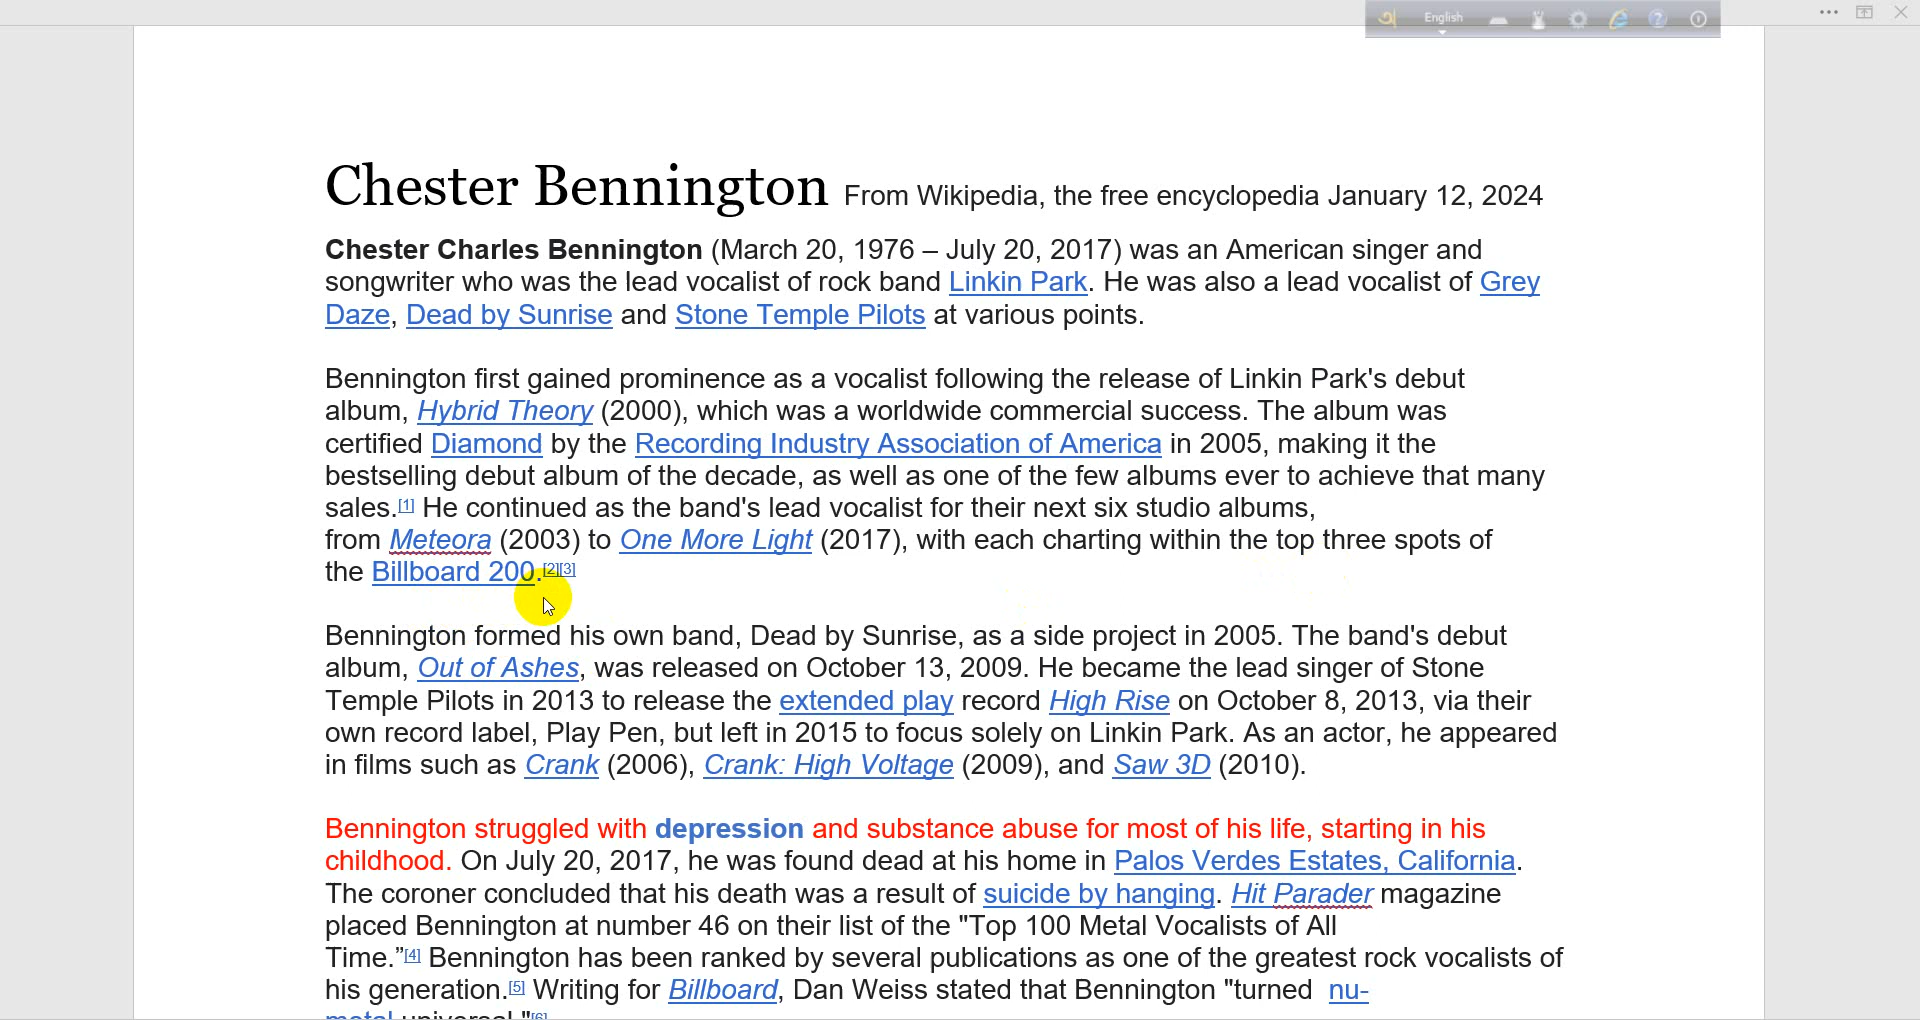 English
Chester Bennington From Wikipedia, the free encyclopedia January 12, 2024
Chester Charles Bennington (March 20, 1976 – July 20, 2017) was an American singer and
songwriter who was the lead vocalist of rock band Linkin Park. He was also a lead vocalist of Grey
Daze, Dead by Sunrise and Stone Temple Pilots at various points.
Bennington first gained prominence as a vocalist following the release of Linkin Park's debut
album, Hybrid Theory (2000), which was a worldwide commercial success. The album was
certified Diamond by the Recording Industry Association of America in 2005, making it the
bestselling debut album of the decade, as well as one of the few albums ever to achieve that many
sales.[1] He continued as the band's lead vocalist for their next six studio albums,
from Meteora (2003) to One More Light (2017), with each charting within the top three spots of
the Billboard 200.[2][3]
Bennington formed his own band, Dead by Sunrise, as a side project in 2005. The band's debut
album, Out of Ashes, was released on October 13, 2009. He became the lead singer of Stone
Temple Pilots in 2013 to release the extended play record High Rise on October 8, 2013, via their
own record label, Play Pen, but left in 2015 to focus solely on Linkin Park. As an actor, he appeared
in films such as Crank (2006), Crank: High Voltage (2009), and Saw 3D (2010).
Bennington struggled with depression and substance abuse for most of his life, starting in his
childhood. On July 20, 2017, he was found dead at his home in Palos Verdes Estates, California.
The coroner concluded that his death was a result of suicide by hanging. Hit Parader magazine
placed Bennington at number 46 on their list of the "Top 100 Metal Vocalists of All
Time.”[4] Bennington has been ranked by several publications as one of the greatest rock vocalists of
his generation.[5] Writing for Billboard, Dan Weiss stated that Bennington "turned nu-
metal universal."[6]